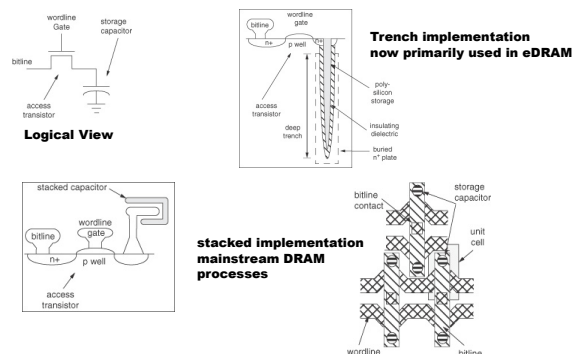 wordline
Gate
storage
capacitor
bitline
access
transistor
Logical View
wordline
gate
bitline
n+
n+
p well
access
transistor
deep
trench
poly-
silicon
storage
insulating
dielectric
buried
n+ plate
Trench implementation
now primarily used in eDRAM
stacked capacitor
wordline
gate
bitline
n+
p well
access
transistor
stacked implementation
mainstream DRAM
processes
bitline
contact
storage
capacitor
unit
cell
wordline
bitline